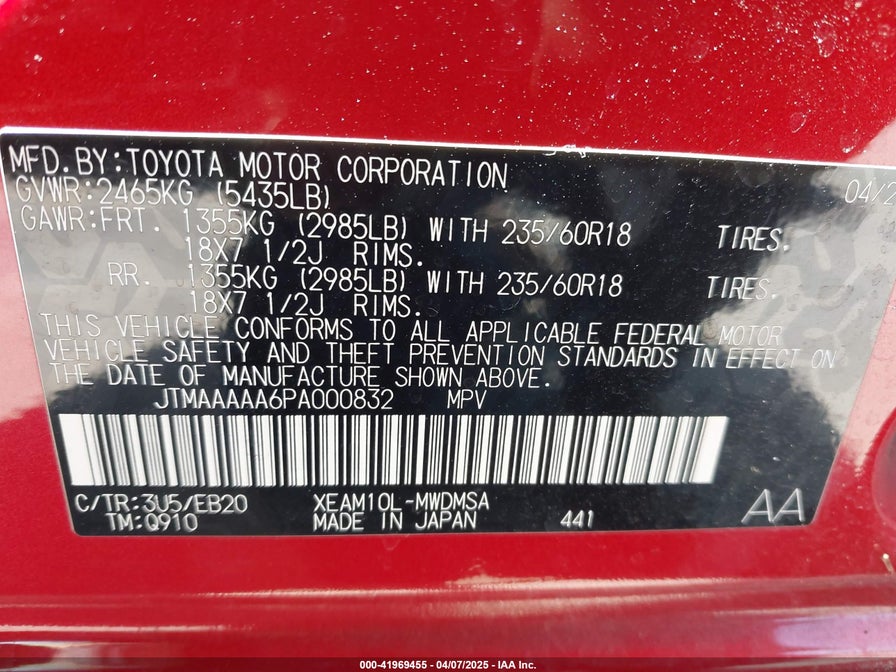 MFD.BY:TOYOTA MOTOR CORPORATION 04/2
GVWR:2465KG (5435LB)
GAWR:FRT. 1355KG (2985LB) WITH 235/60R18 TIRES.
18X7 1/2J RIMS.
RR. 1355KG (2985LB) WITH 235/60R18 TIRES.
18X7 1/2J RIMS.
THIS VEHICLE CONFORMS TO ALL APPLICABLE FEDERAL MOTOR
VEHICLE SAFETY AND THEFT PREVENTION STANDARDS IN EFFECT ON
THE DATE OF MANUFACTURE SHOWN ABOVE.
JTMAAAAA6PA000832 MPV
C/TR:3U5/EB20 XEAM10L-MWDMSA
TM:Q910 MADE IN JAPAN 441 AA
000-41969455 - 04/07/2025 - IAA Inc.